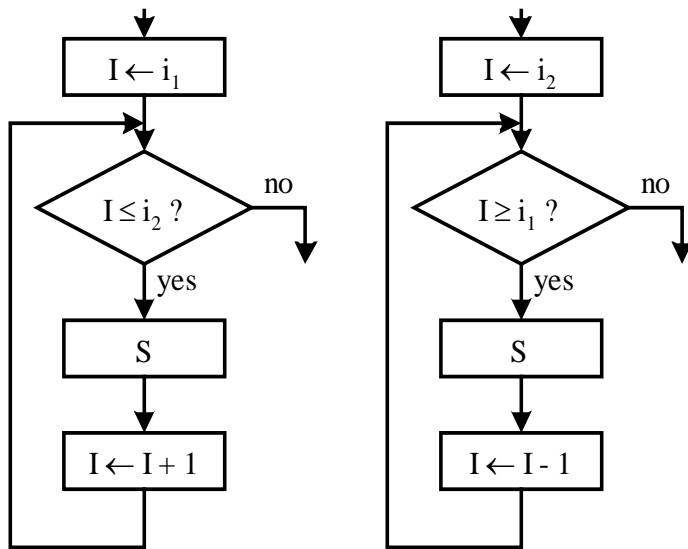 I ← i₁
I ≤ i₂ ?
no
yes
S
I ← I + 1
I ← i₂
I ≥ i₁ ?
no
yes
S
I ← I - 1